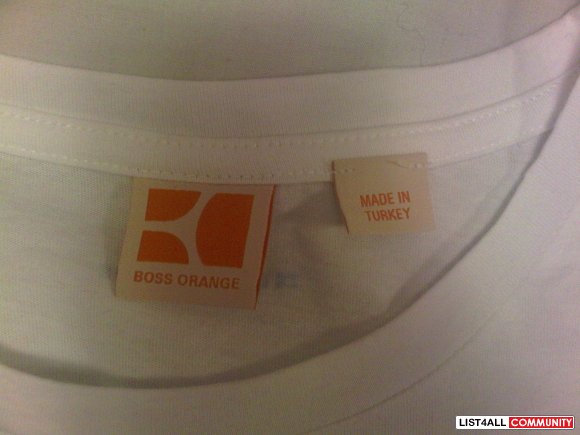 BOSS ORANGE
MADE IN
TURKEY
LIST4ALL COMMUNITY